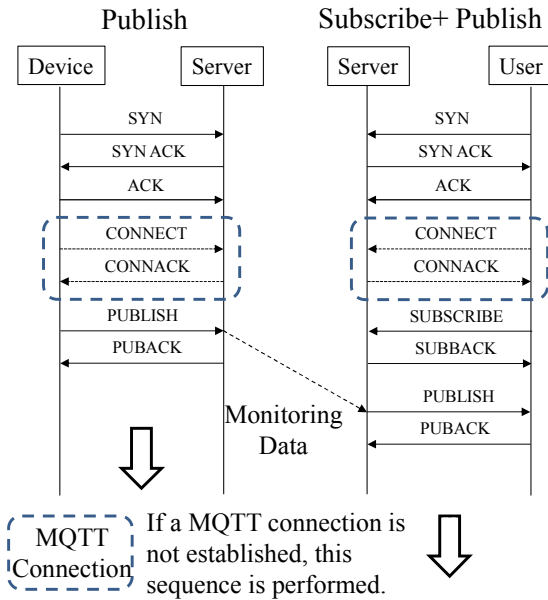 Publish
Subscribe+ Publish
Device
Server
Server
User
SYN
SYN ACK
ACK
CONNECT
CONNACK
PUBLISH
PUBACK
SYN
SYN ACK
ACK
CONNECT
CONNACK
SUBSCRIBE
SUBBACK
PUBLISH
PUBACK
Monitoring
Data
MQTT
Connection
If a MQTT connection is
not established, this
sequence is performed.